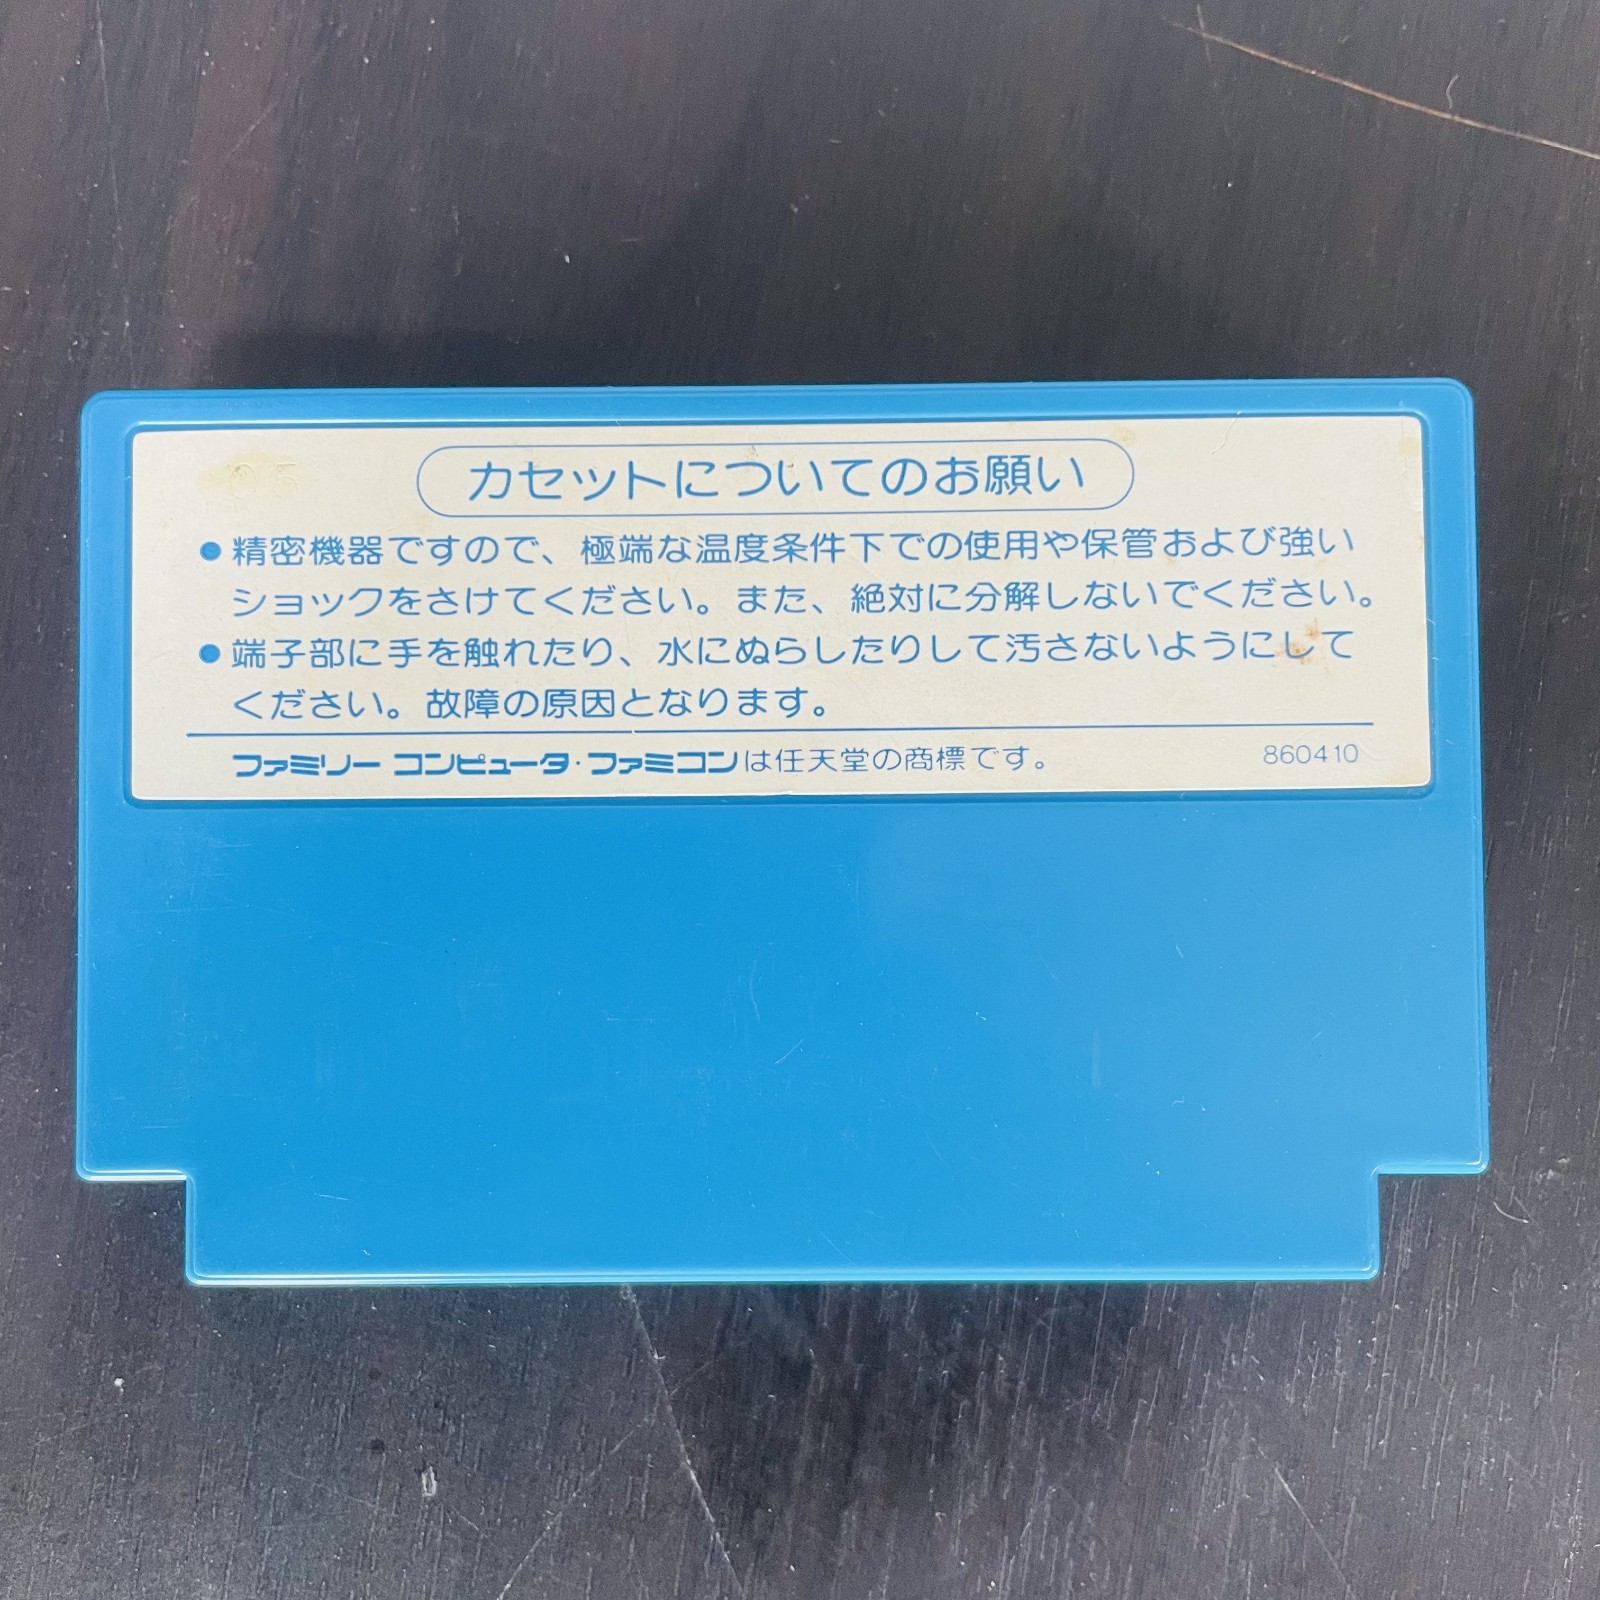 カセットについてのお願い
●精密機器ですので、極端な温度条件下での使用や保管および強い
ショックをさけてください。また、絶対に分解しないでください。
●端子部に手を触れたり、水にぬらしたりして汚さないようにして
ください。故障の原因となります。
ファミリー コンピュータ・ファミコンは任天堂の商標です。 860410